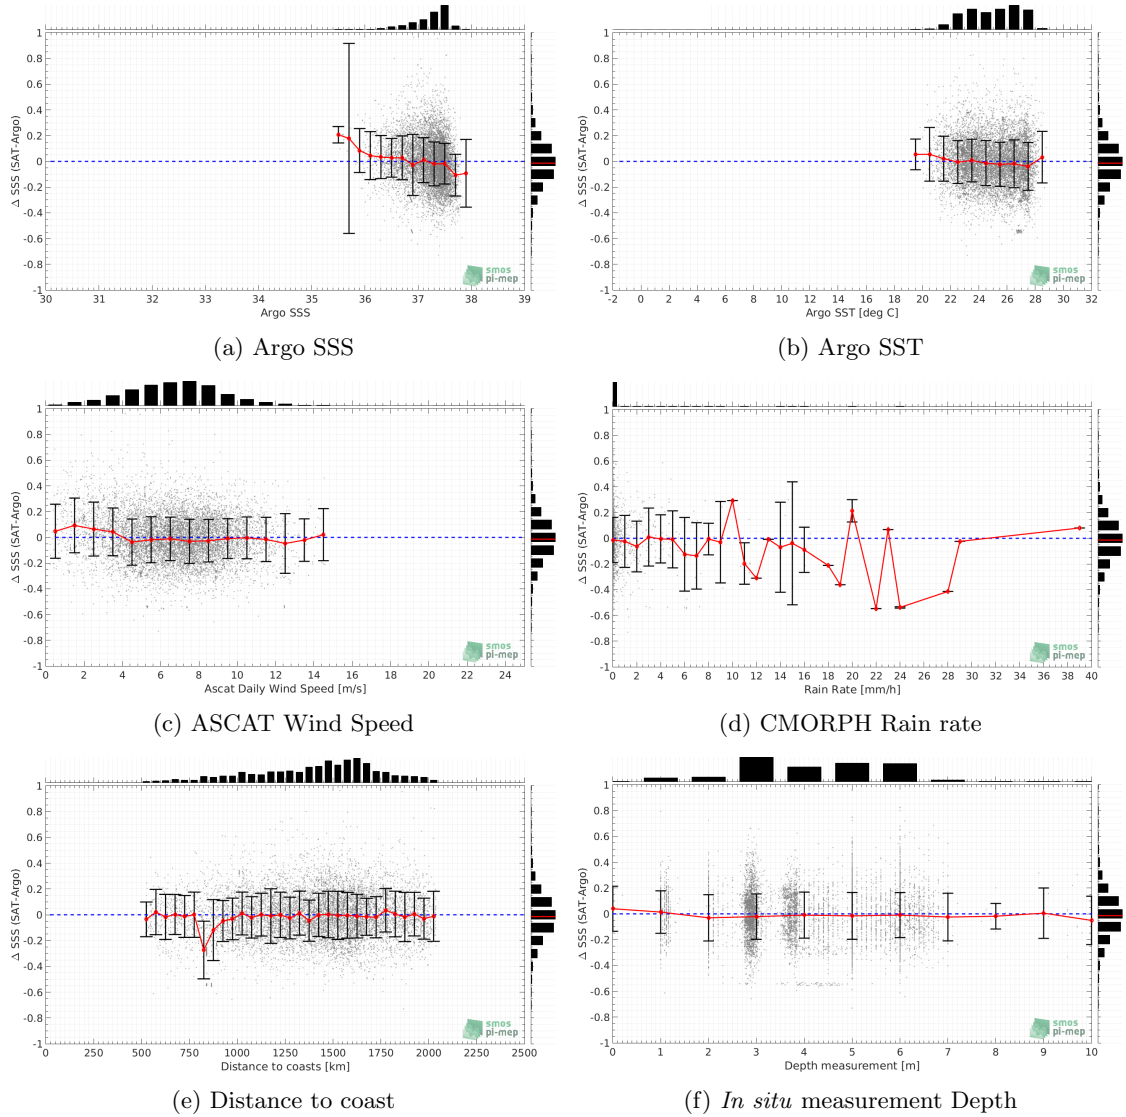 1
0.8
0.6
0.4
0.2
0
-0.2
-0.4
-0.6
-0.8
-1
Δ SSS (SAT-Argo)
smos
pi-mep
30 31 32 33 34 35 36 37 38 39
Argo SSS
(a) Argo SSS
1
0.8
0.6
0.4
0.2
0
-0.2
-0.4
-0.6
-0.8
-1
Δ SSS (SAT-Argo)
smos
pi-mep
-2 0 2 4 6 8 10 12 14 16 18 20 22 24 26 28 30 32
Argo SST [deg C]
(b) Argo SST
1
0.8
0.6
0.4
0.2
0
-0.2
-0.4
-0.6
-0.8
-1
Δ SSS (SAT-Argo)
smos
pi-mep
0 2 4 6 8 10 12 14 16 18 20 22 24
Ascat Daily Wind Speed [m/s]
(c) ASCAT Wind Speed
1
0.8
0.6
0.4
0.2
0
-0.2
-0.4
-0.6
-0.8
-1
Δ SSS (SAT-Argo)
smos
pi-mep
0 2 4 6 8 10 12 14 16 18 20 22 24 26 28 30 32 34 36 38 40
Rain Rate [mm/h]
(d) CMORPH Rain rate
1
0.8
0.6
0.4
0.2
0
-0.2
-0.4
-0.6
-0.8
-1
Δ SSS (SAT-Argo)
smos
pi-mep
0 250 500 750 1000 1250 1500 1750 2000 2250 2500
Distance to coasts [km]
(e) Distance to coast
1
0.8
0.6
0.4
0.2
0
-0.2
-0.4
-0.6
-0.8
-1
Δ SSS (SAT-Argo)
smos
pi-mep
0 1 2 3 4 5 6 7 8 9 10
Depth measurement [m]
(f) In situ measurement Depth